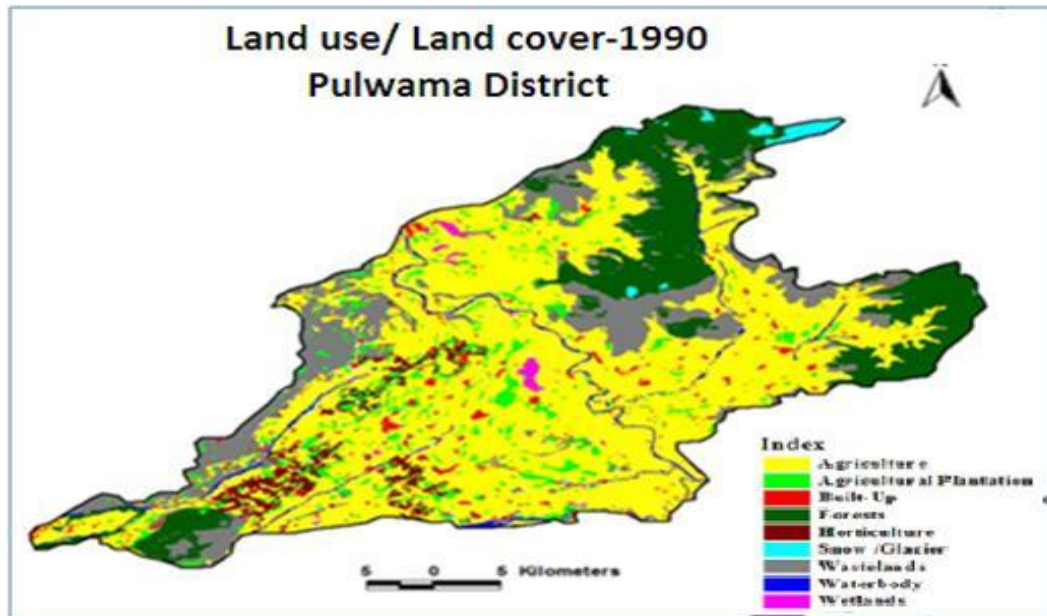 Land use/ Land cover-1990
Pulwama District
Index
Agriculture
Agricultural Plantation
Built-Up
Forests
Horticulture
Snow /Glacier
Wastelands
Waterbody
Wetlands
5 0 5 Kilometers